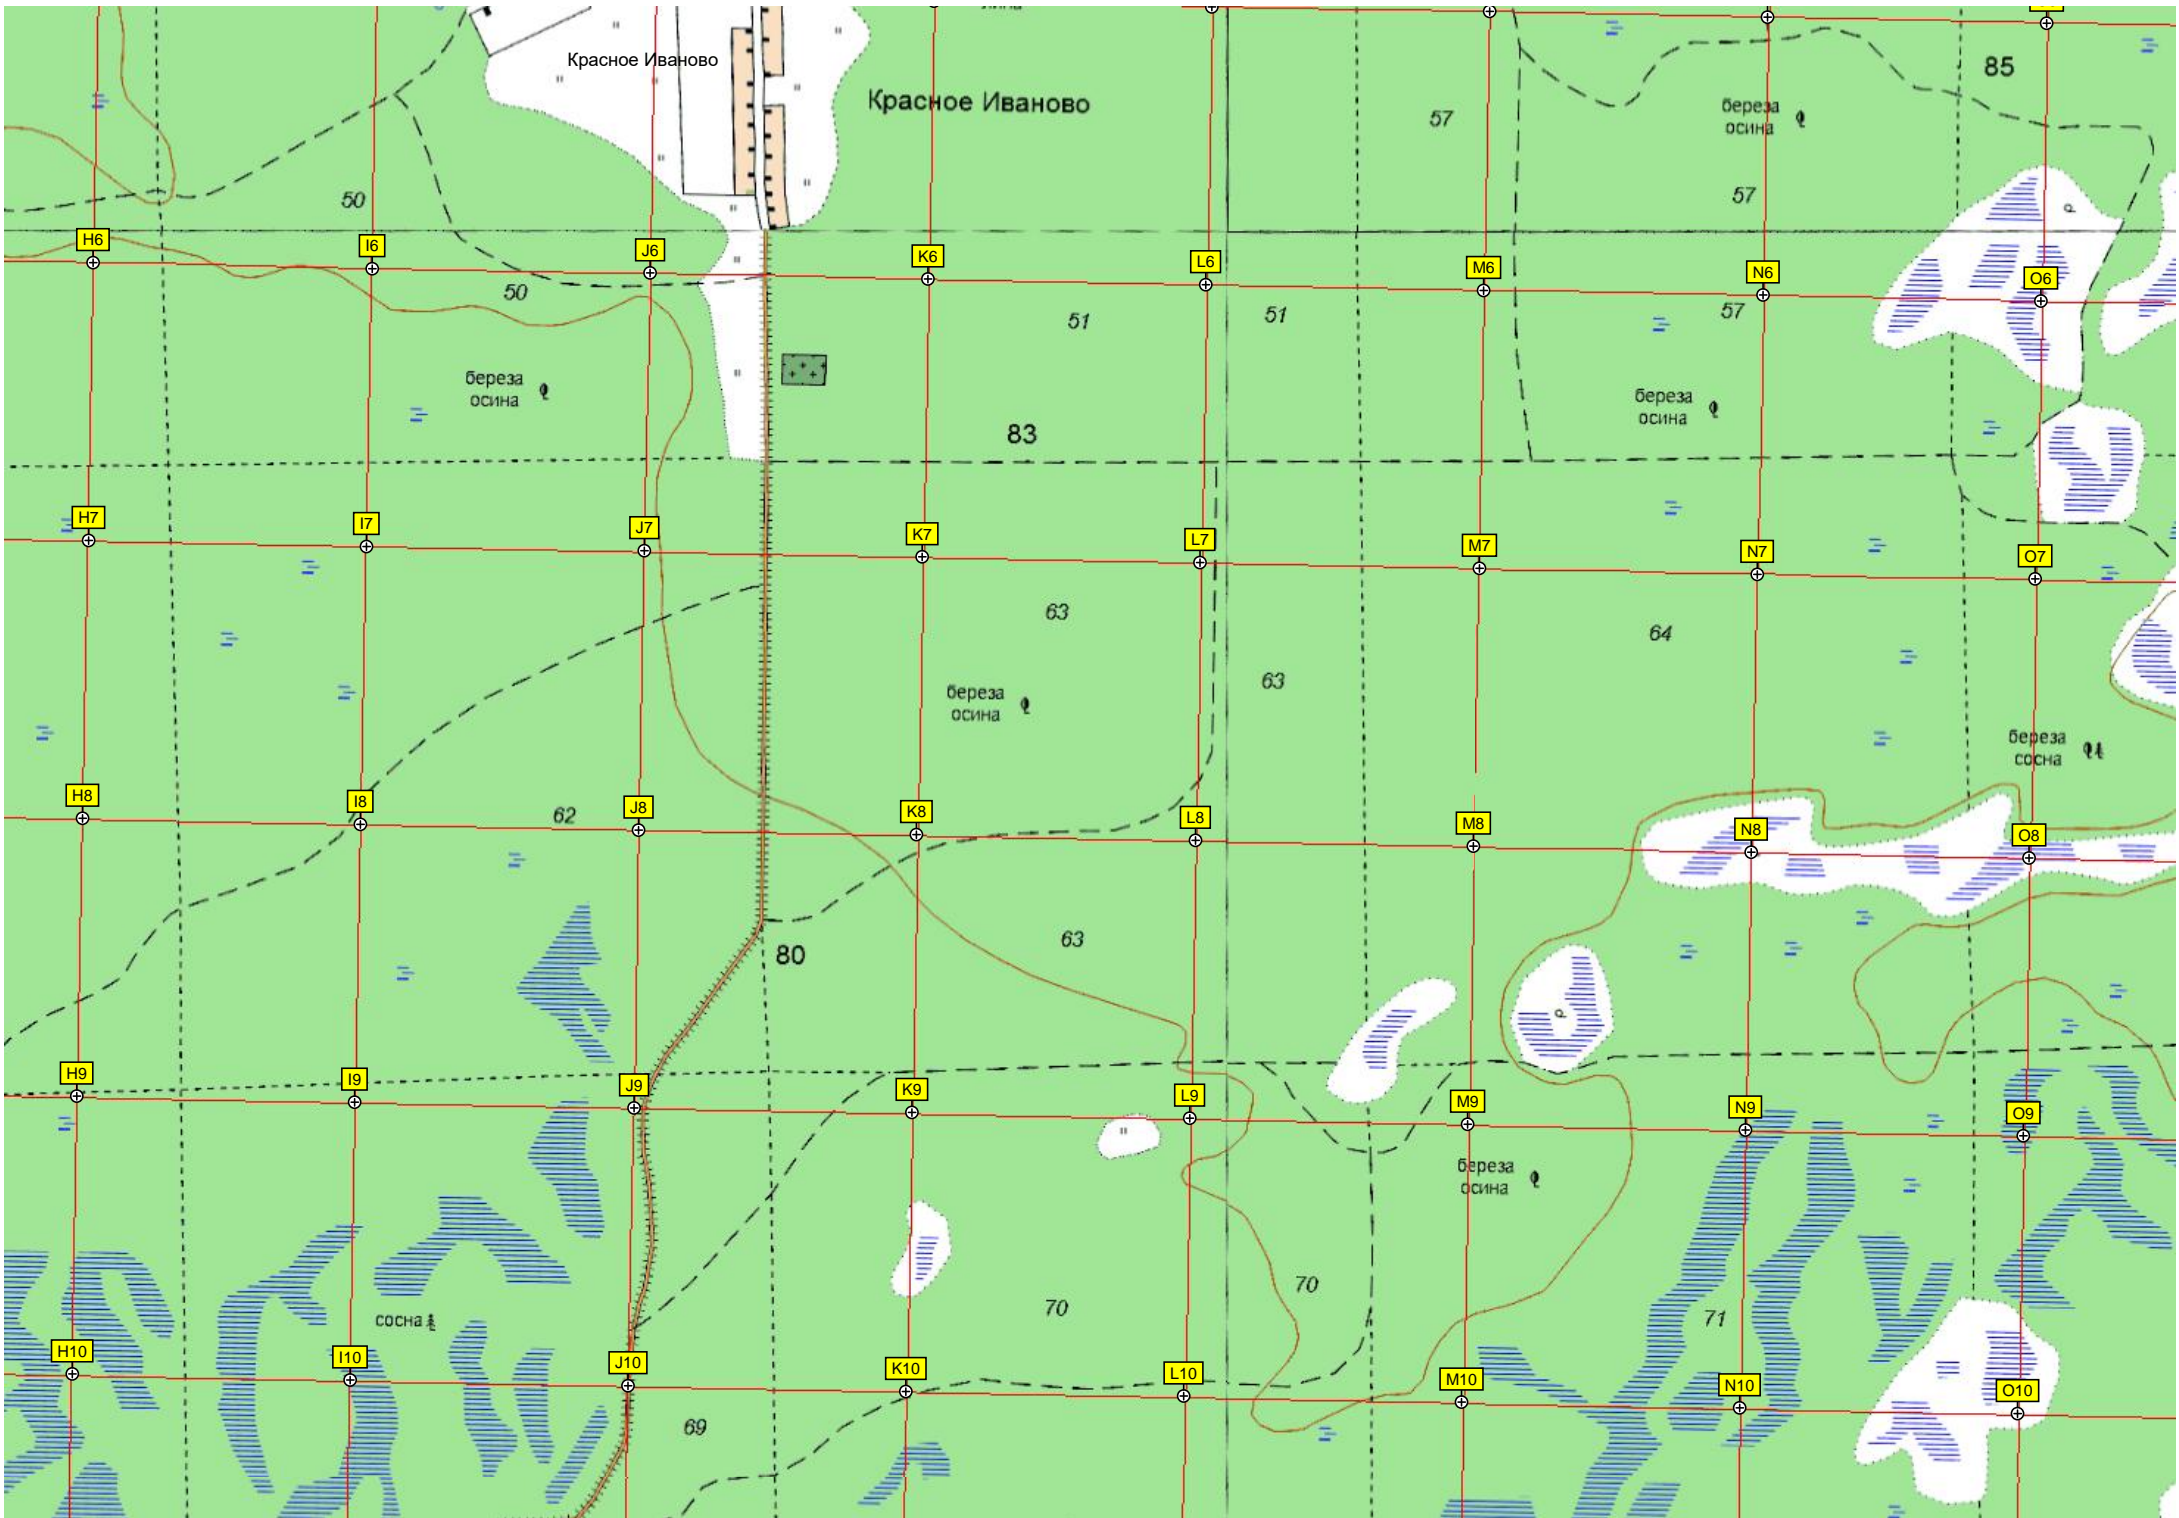 Красное Иваново
85
Красное Иваново
57
береза
осина
50
57
H6
I6
J6
K6
L6
M6
N6
O6
50
51
51
57
береза
осина
береза
осина
83
H7
I7
J7
K7
L7
M7
N7
O7
63
64
63
береза
осина
береза
сосна
H8
I8
62
J8
K8
L8
M8
N8
O8
63
80
H9
I9
J9
K9
L9
M9
N9
O9
береза
осина
70
70
71
сосна
H10
I10
J10
K10
L10
M10
N10
O10
69